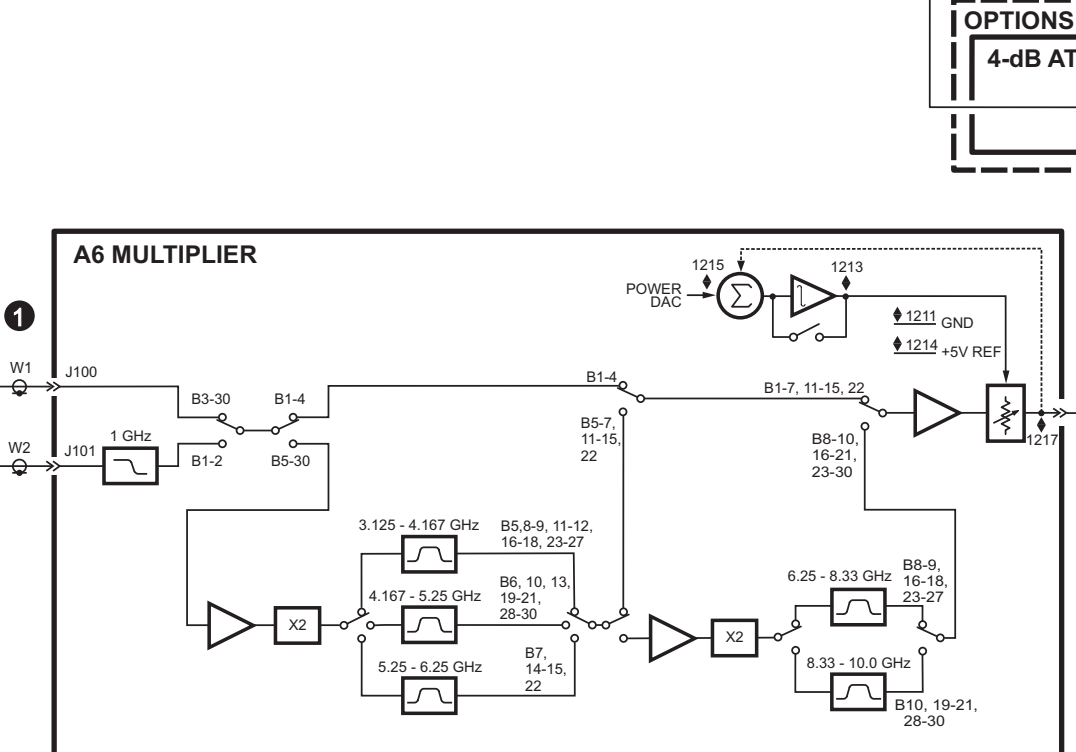 OPTIONS
4-dB AT
A6 MULTIPLIER
1
W1
J100
W2
J101
1 GHz
B3-30
B1-4
B1-2
B5-30
POWER
DAC
1215
Σ
1213
1211 GND
1214 +5V REF
1217
B1-4
B5-7,
11-15,
22
B1-7, 11-15, 22
B8-10,
16-21,
23-30
3.125 - 4.167 GHz
B5,8-9, 11-12,
16-18, 23-27
4.167 - 5.25 GHz
B6, 10, 13,
19-21,
28-30
5.25 - 6.25 GHz
B7,
14-15,
22
X2
X2
6.25 - 8.33 GHz
B8-9,
16-18,
23-27
8.33 - 10.0 GHz
B10, 19-21,
28-30